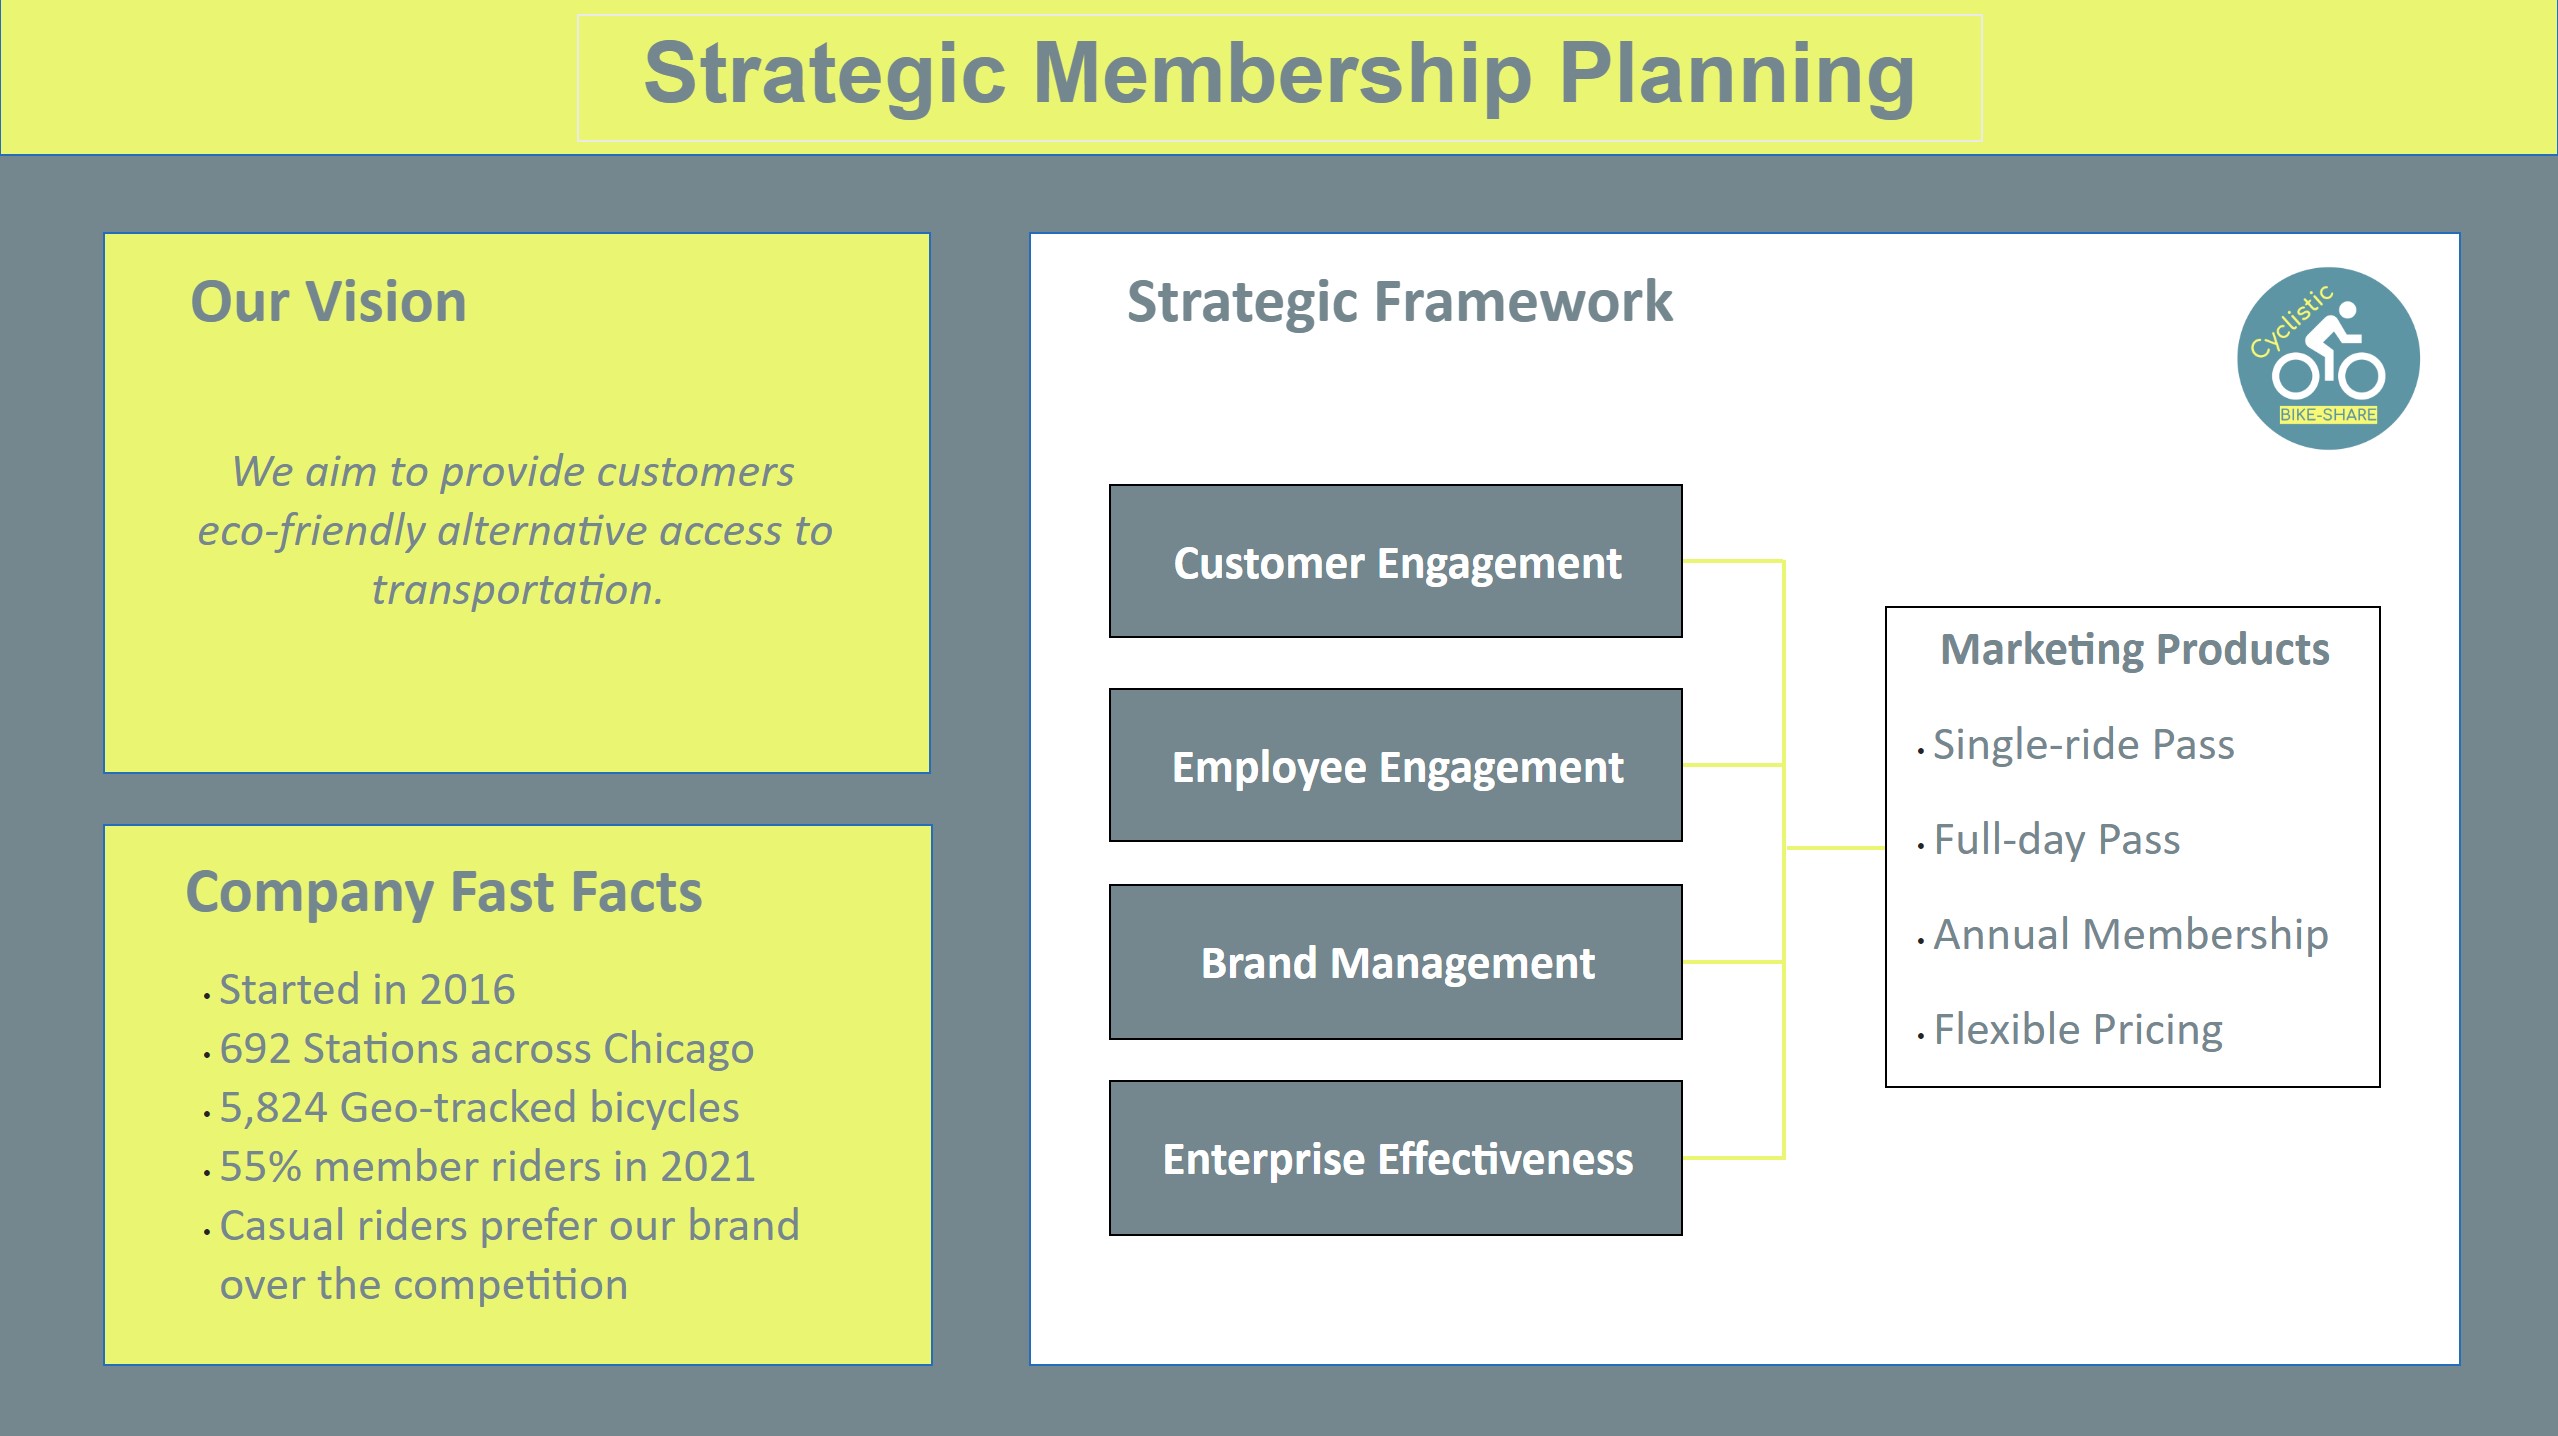 Strategic Membership Planning
Our Vision
We aim to provide customers
eco-friendly alternative access to
transportation.
Company Fast Facts
• Started in 2016
• 692 Stations across Chicago
• 5,824 Geo-tracked bicycles
• 55% member riders in 2021
• Casual riders prefer our brand
over the competition
Strategic Framework
Cyclistic
BIKE-SHARE
Customer Engagement
Employee Engagement
Brand Management
Enterprise Effectiveness
Marketing Products
• Single-ride Pass
• Full-day Pass
• Annual Membership
• Flexible Pricing